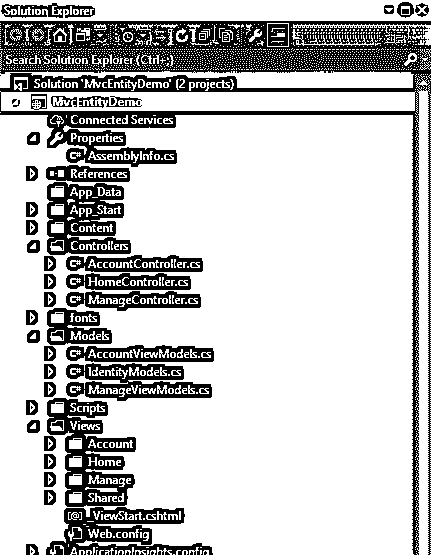 Solution Explorer
Search Solution Explorer (Ctrl+;)
Solution 'MvcEntityDemo' (2 projects)
MvcEntityDemo
Connected Services
Properties
AssemblyInfo.cs
References
App_Data
App_Start
Content
Controllers
AccountController.cs
HomeController.cs
ManageController.cs
fonts
Models
AccountViewModels.cs
IdentityModels.cs
ManageViewModels.cs
Scripts
Views
Account
Home
Manage
Shared
_ViewStart.cshtml
Web.config
ApplicationInsights.config